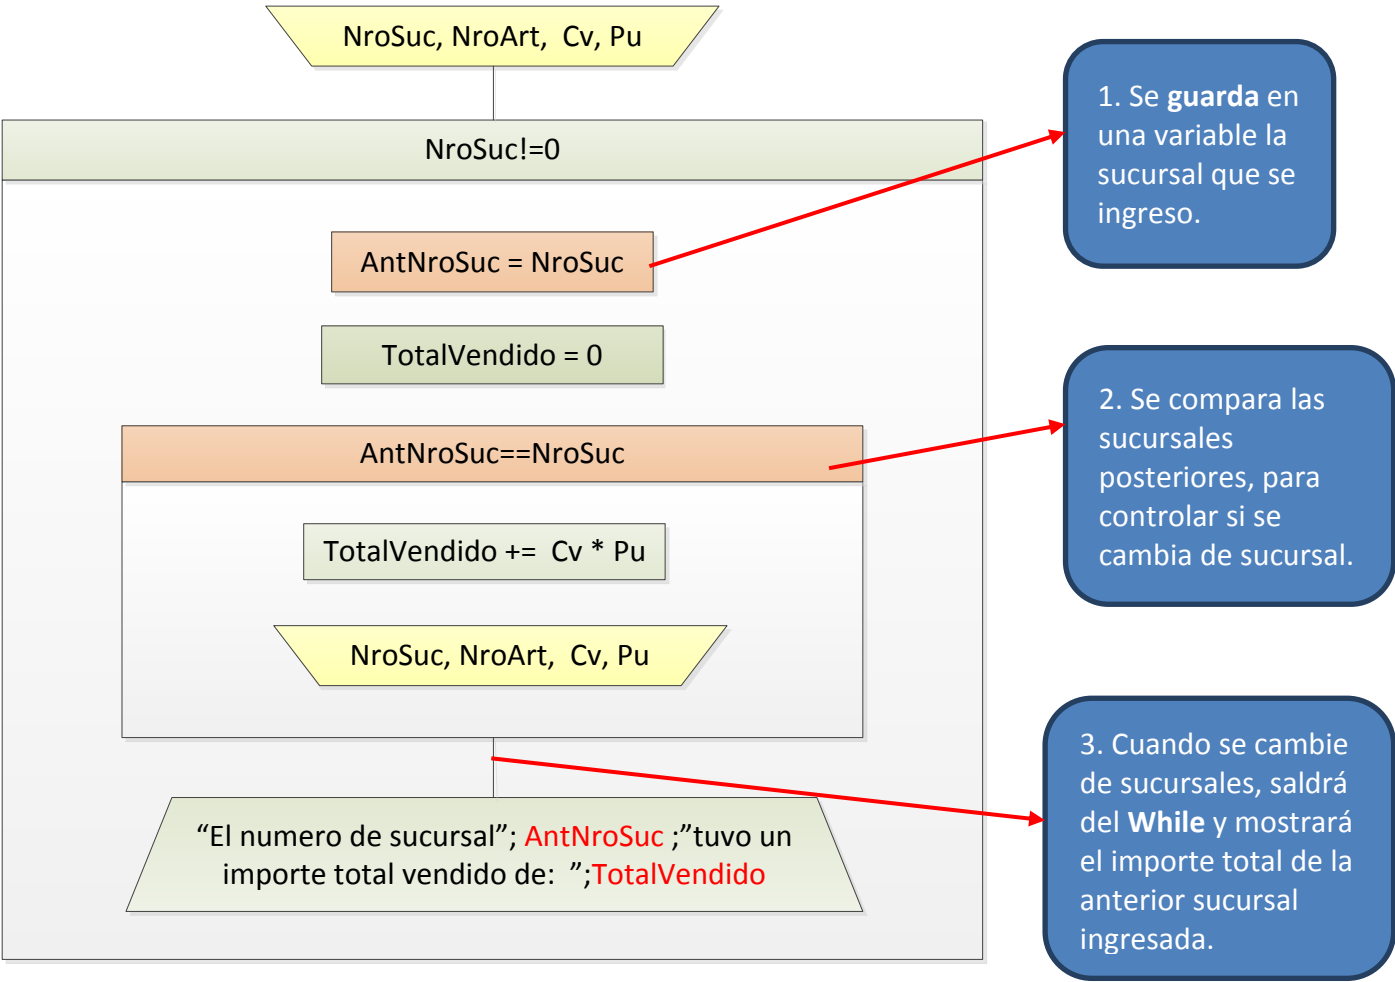 NroSuc, NroArt,  Cv, Pu
NroSuc!=0
AntNroSuc = NroSuc
TotalVendido = 0
AntNroSuc==NroSuc
TotalVendido +=  Cv * Pu
NroSuc, NroArt,  Cv, Pu
“El numero de sucursal”; AntNroSuc ;”tuvo un
importe total vendido de:  ”;TotalVendido
1. Se guarda en
una variable la
sucursal que se
ingreso.
2. Se compara las
sucursales
posteriores, para
controlar si se
cambia de sucursal.
3. Cuando se cambie
de sucursales, saldrá
del While y mostrará
el importe total de la
anterior sucursal
ingresada.